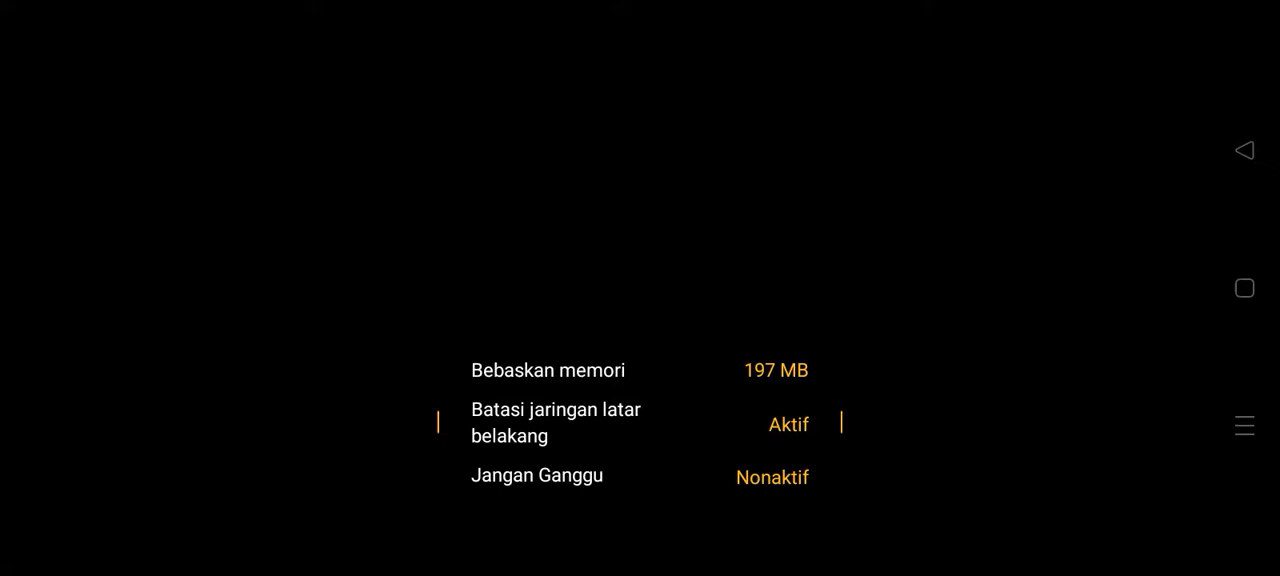 Bebaskan memori 197 MB
Batasi jaringan latar
belakang Aktif
Jangan Ganggu Nonaktif